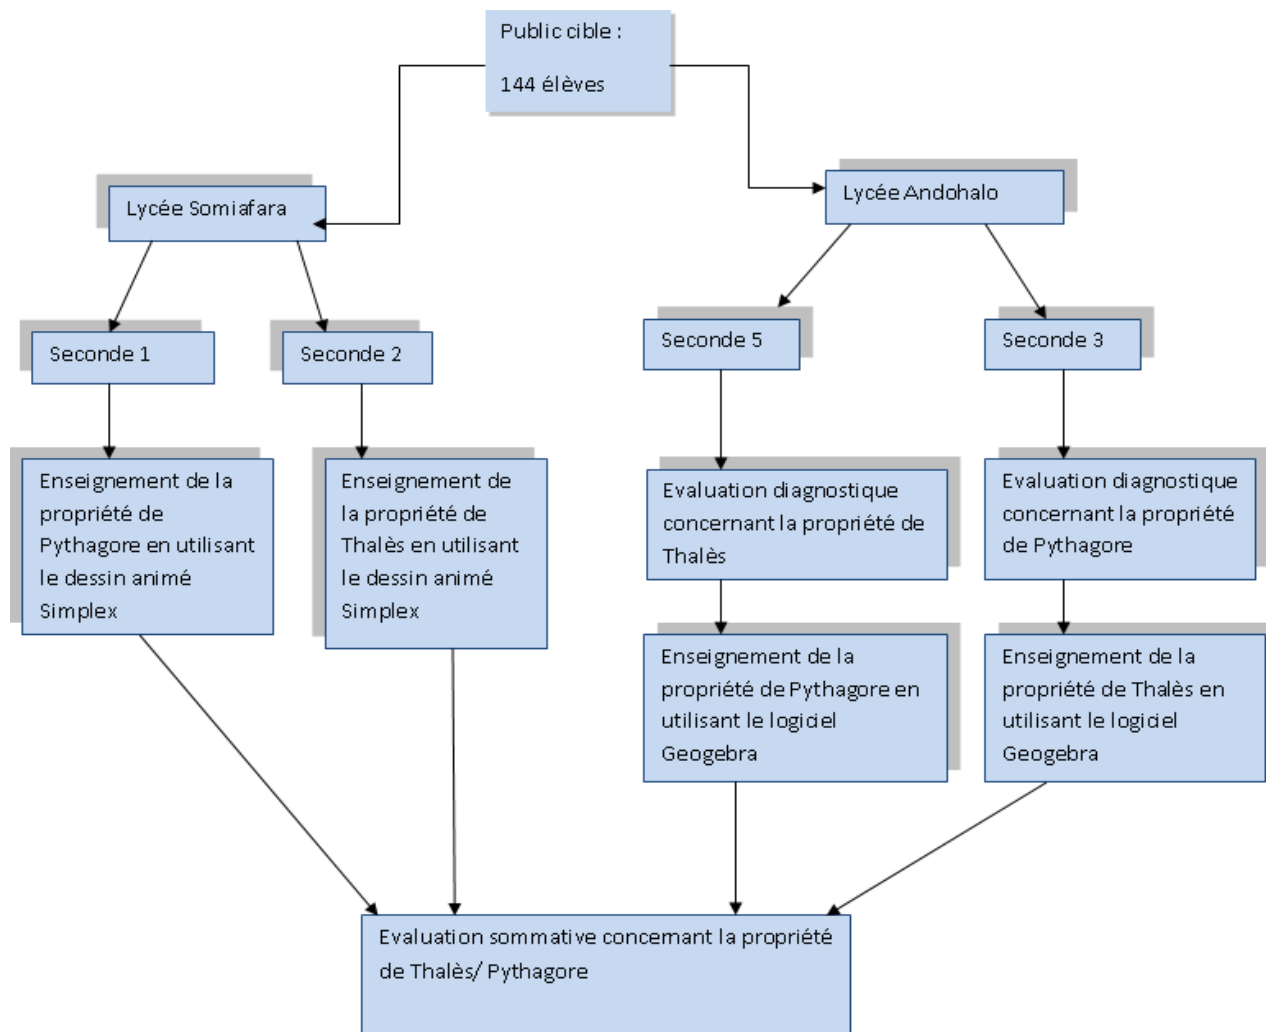 Public cible :
144 élèves
Lycée Somiafara
Lycée Andohalo
Seconde 1
Seconde 2
Seconde 5
Seconde 3
Enseignement de la
propriété de
Pythagore en utilisant
le dessin animé
Simplex
Enseignement de
la propriété de
Thalès en utilisant
le dessin animé
Simplex
Evaluation diagnostique
concernant la propriété de
Thalès
Evaluation diagnostique
concernant la propriété
de Pythagore
Enseignement de la
propriété de Pythagore en
utilisant le logiciel
Geogebra
Enseignement de la
propriété de Thalès en
utilisant le logiciel
Geogebra
Evaluation sommative concernant la propriété
de Thalès/ Pythagore